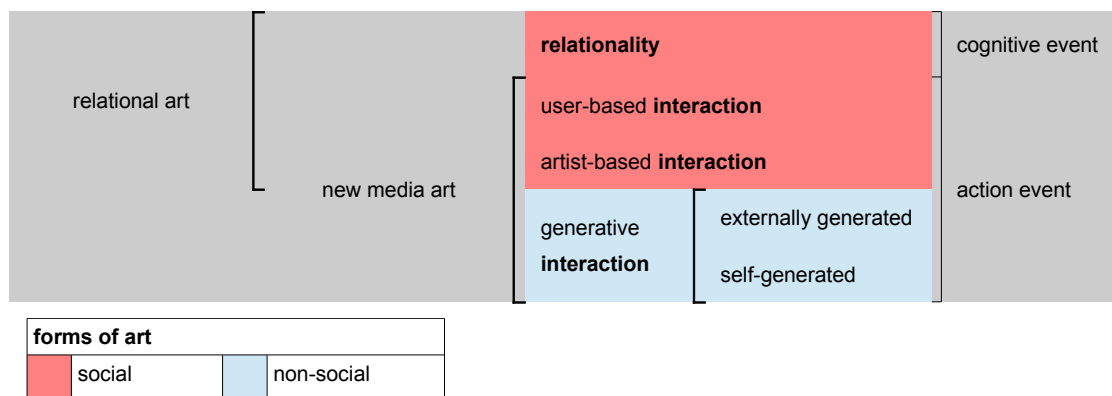 relationality
cognitive event
relational art
user-based interaction
artist-based interaction
new media art
action event
generative
interaction
externally generated
self-generated
forms of art
social
non-social